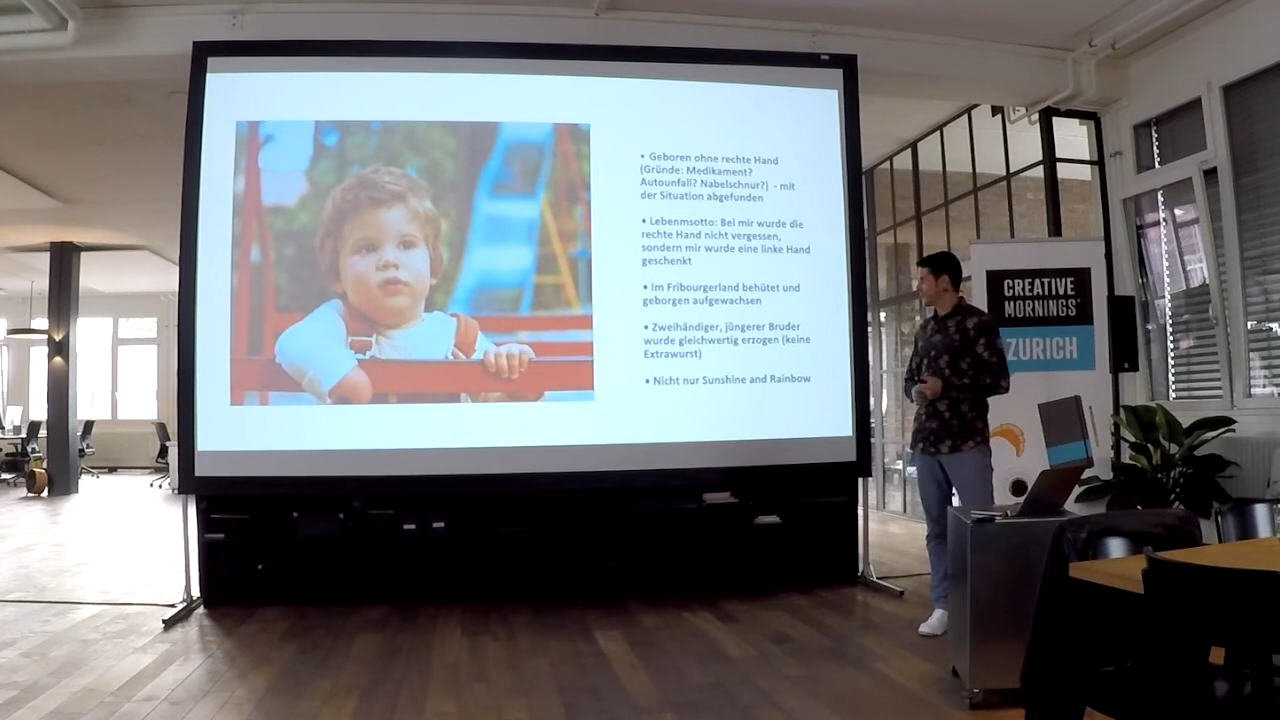 • Geboren ohne rechte Hand
(Gründe: Medikament?
Autounfall? Nabelschnur?) - mit
der Situation abgefunden
• Lebenmsotto: Bei mir wurde die
rechte Hand nicht vergessen,
sondern mir wurde eine linke Hand
geschenkt
• Im Fribourgerland behütet und
geborgen aufgewachsen
• Zweihändiger, jüngerer Bruder
wurde gleichwertig erzogen (keine
Extrawurst)
• Nicht nur Sunshine and Rainbow
CREATIVE
MORNINGS*
ZURICH